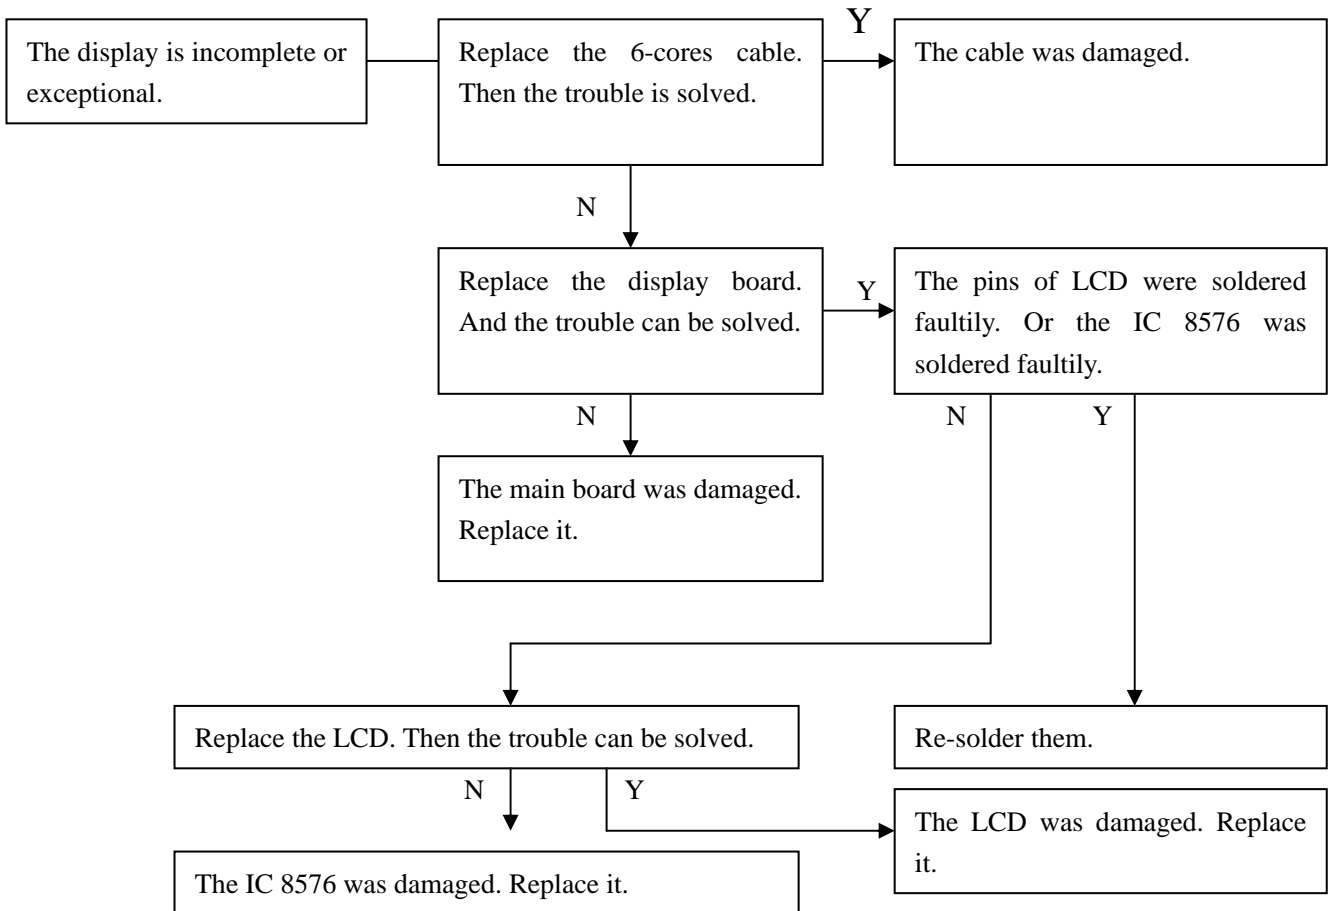 The display is incomplete or
exceptional.
Replace the 6-cores cable.
Then the trouble is solved.
Y
The cable was damaged.
N
Replace the display board.
And the trouble can be solved.
Y
The pins of LCD were soldered
faultily. Or the IC 8576 was
soldered faultily.
N
N
Y
The main board was damaged.
Replace it.
Replace the LCD. Then the trouble can be solved.
Re-solder them.
N
Y
The LCD was damaged. Replace
it.
The IC 8576 was damaged. Replace it.